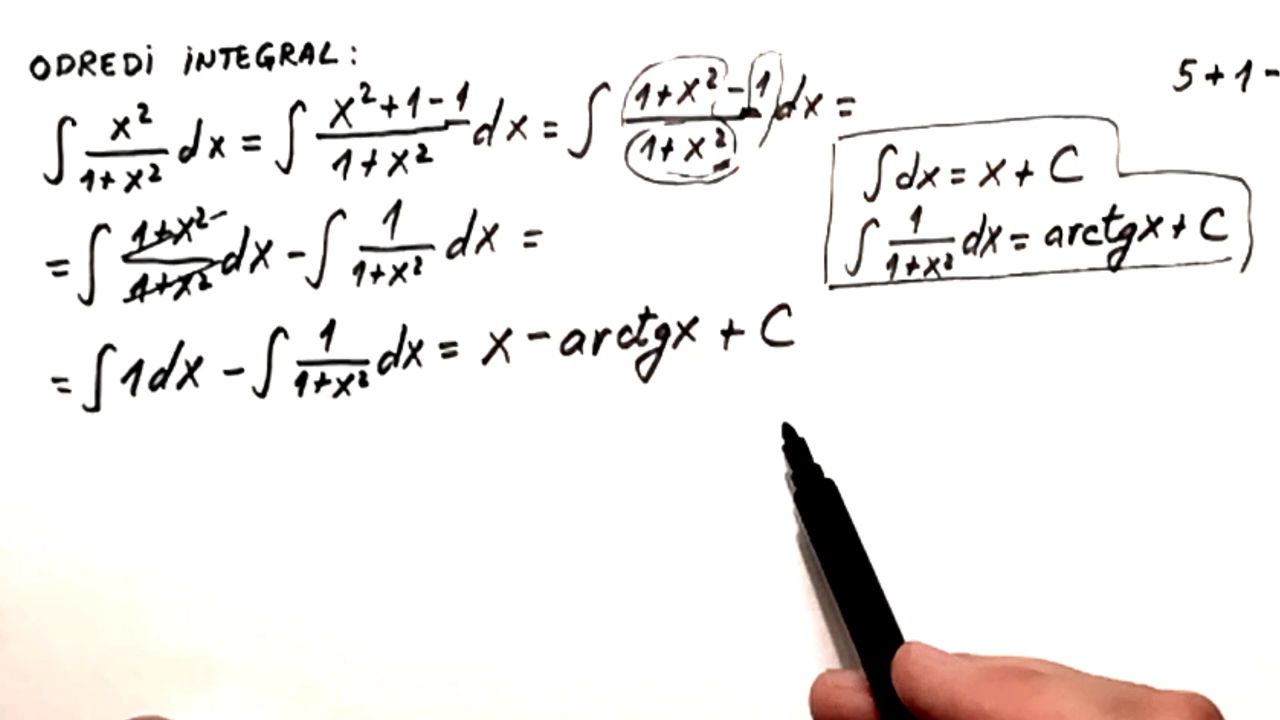 ODREDi iNTEGRAL:
5+1-
∫ x²/(1+x²) dx = ∫ (x²+1-1)/(1+x²) dx = ∫ (1+x²-1)/(1+x²) dx =
∫dx = x + C
∫ 1/(1+x²) dx = arctgx + C
= ∫ (1+x²)/(1+x²) dx - ∫ 1/(1+x²) dx =
= ∫1dx - ∫ 1/(1+x²) dx = x - arctgx + C